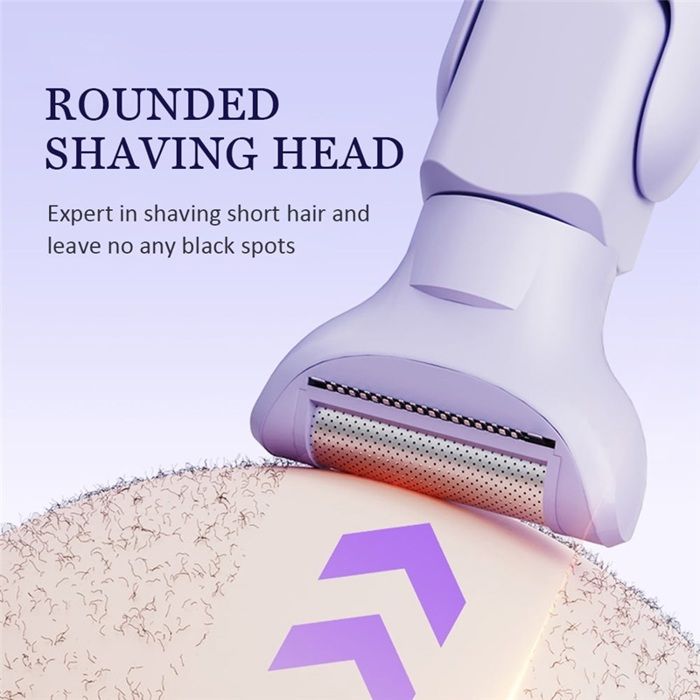 ROUNDED
SHAVING HEAD
Expert in shaving short hair and
leave no any black spots